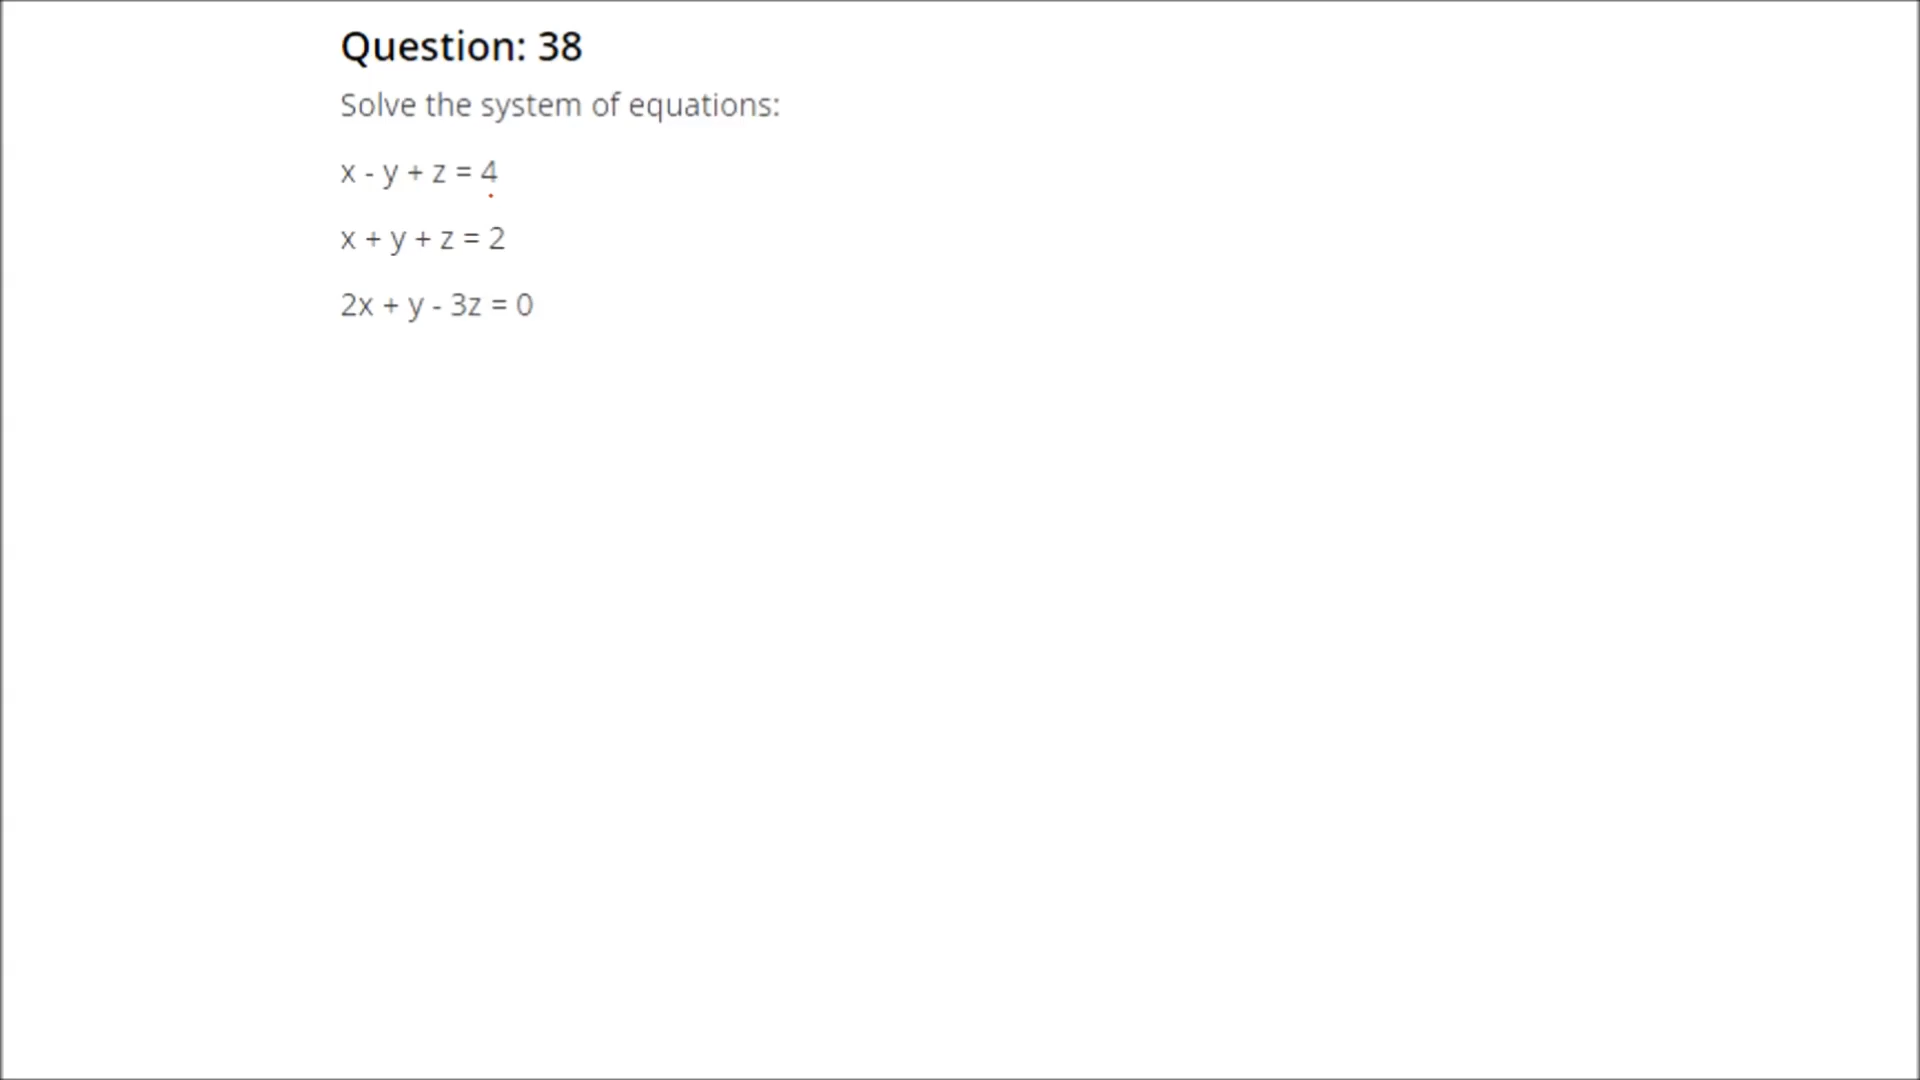 Question: 38
Solve the system of equations:
x - y + z = 4
x + y + z = 2
2x + y - 3z = 0